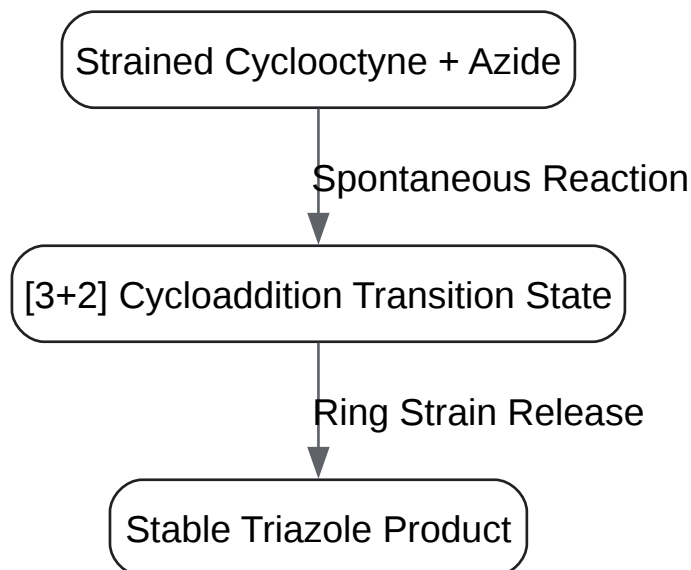 Strained Cyclooctyne + Azide
Spontaneous Reaction
[3+2] Cycloaddition Transition State
Ring Strain Release
Stable Triazole Product